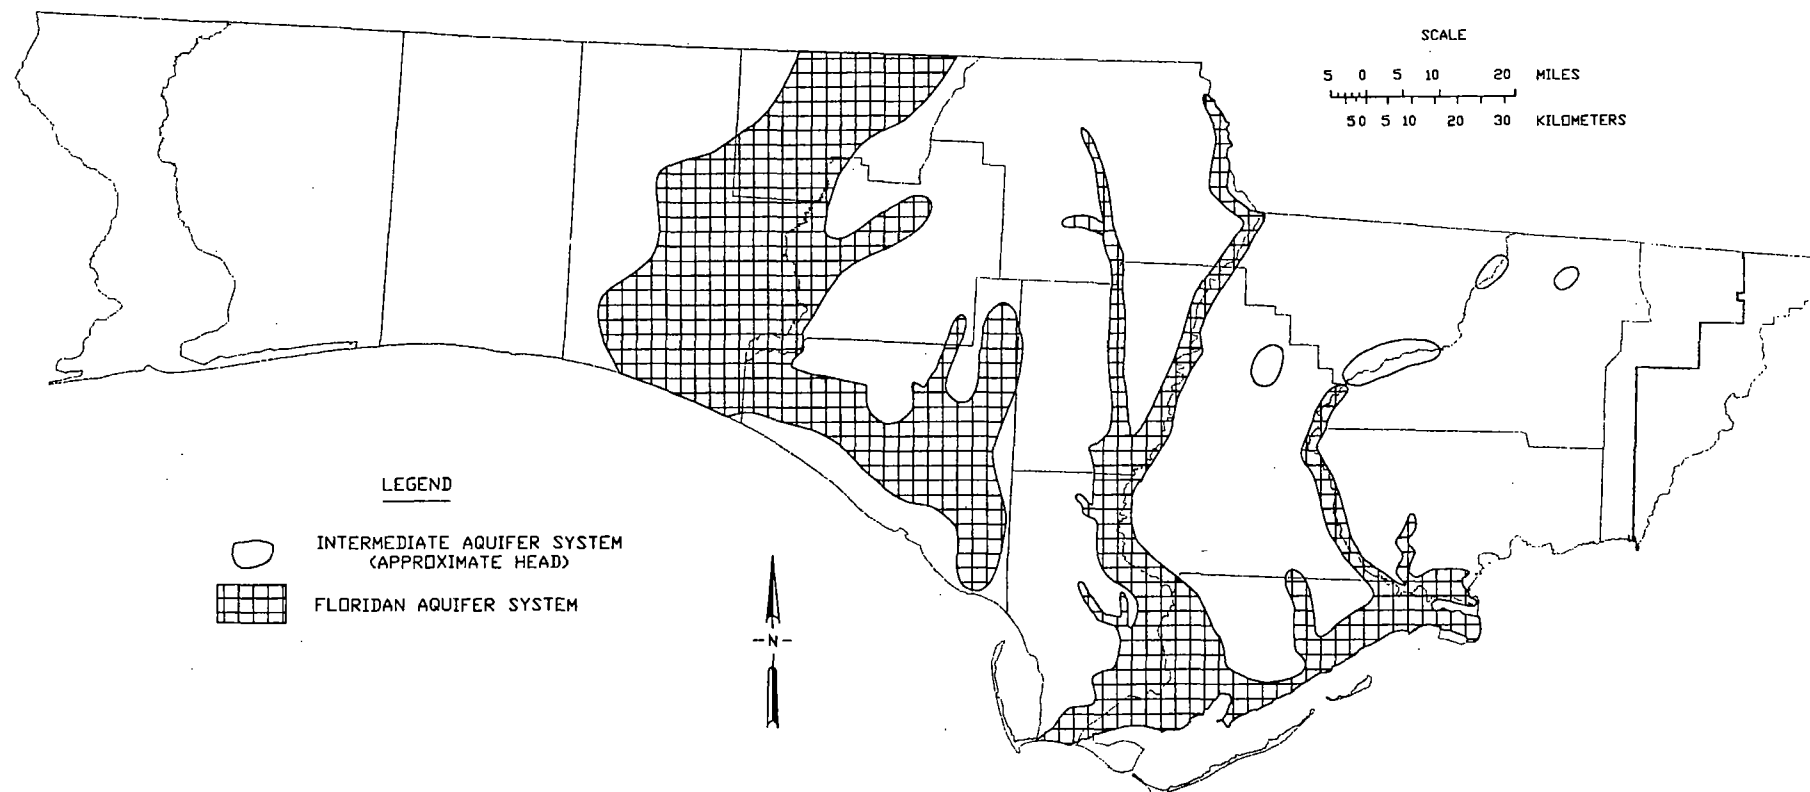 SCALE
5 0 5 10 20 MILES
5 0 5 10 20 30 KILOMETERS
LEGEND
INTERMEDIATE AQUIFER SYSTEM
(APPROXIMATE HEAD)
FLORIDAN AQUIFER SYSTEM
-N-